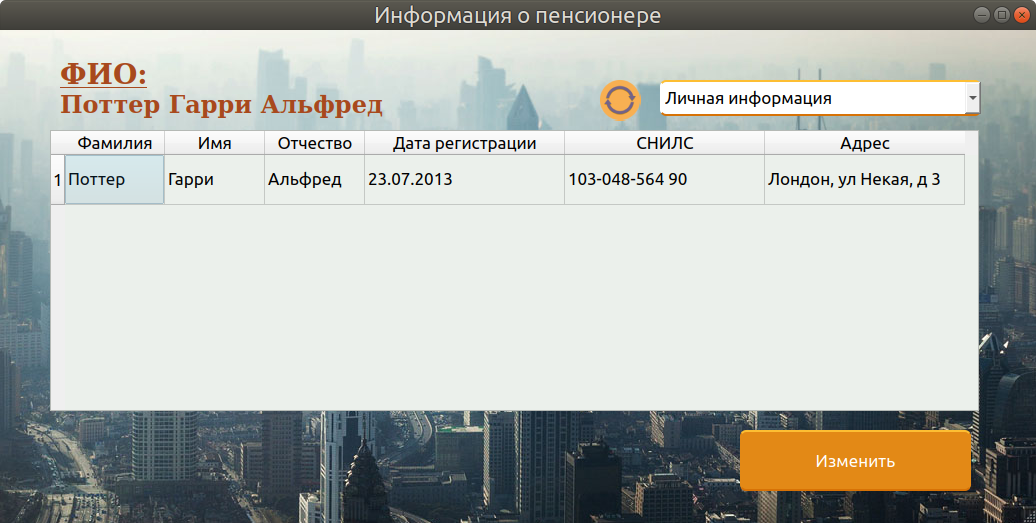 Информация о пенсионере
ФИО:
Поттер Гарри Альфред
Личная информация
Фамилия Имя Отчество Дата регистрации СНИЛС Адрес
1 Поттер Гарри Альфред 23.07.2013 103-048-564 90 Лондон, ул Некая, д 3
Изменить